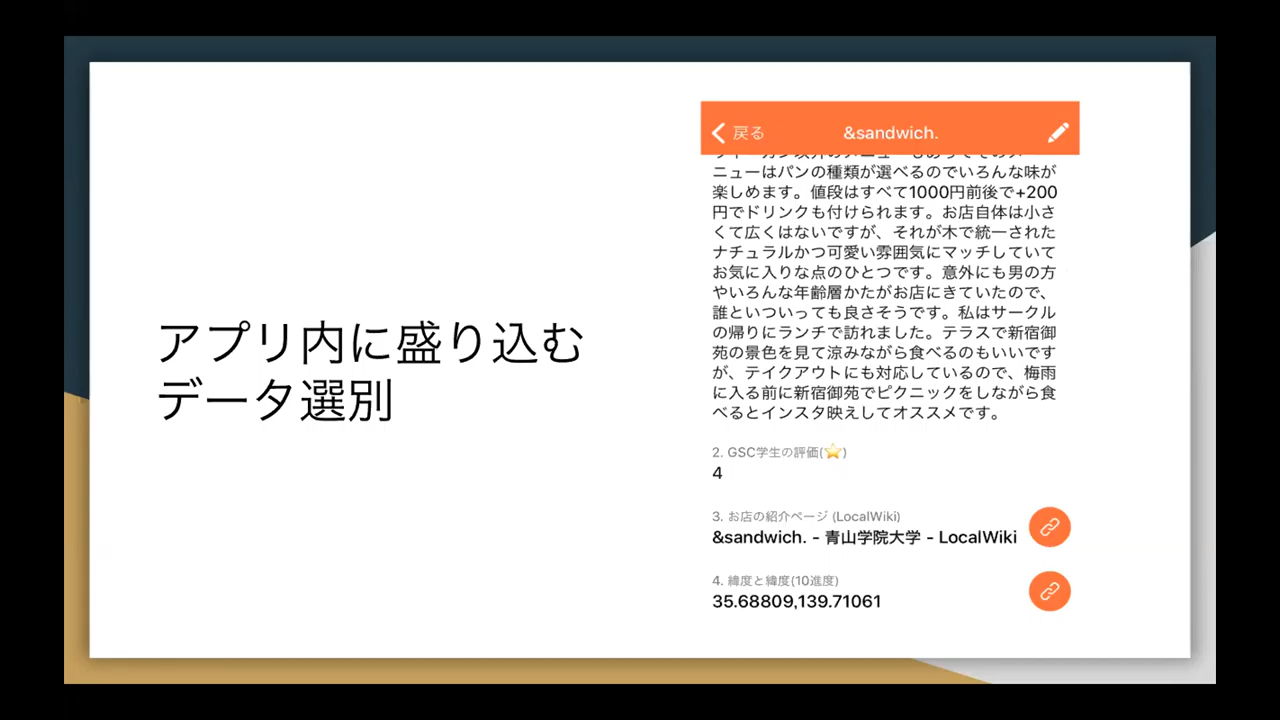 アプリ内に盛り込む
データ選別
戻る
&sandwich.
ニューはパンの種類が選べるのでいろんな味が
楽しめます。値段はすべて1000円前後で+200
円でドリンクも付けられます。お店自体は小さ
くて広くはないですが、それが木で統一された
ナチュラルかつ可愛い雰囲気にマッチしていて
お気に入りな点のひとつです。意外にも男の方
やいろんな年齢層かたがお店にきていたので、
誰といついっても良さそうです。私はサークル
の帰りにランチで訪れました。テラスで新宿御
苑の景色を見て涼みながら食べるのもいいです
が、テイクアウトにも対応しているので、梅雨
に入る前に新宿御苑でピクニックをしながら食
べるとインスタ映えしてオススメです。
2. GSC学生の評価(⭐)
4
3. お店の紹介ページ (LocalWiki)
&sandwich. - 青山学院大学 - LocalWiki
4. 緯度と緯度(10進度)
35.68809,139.71061